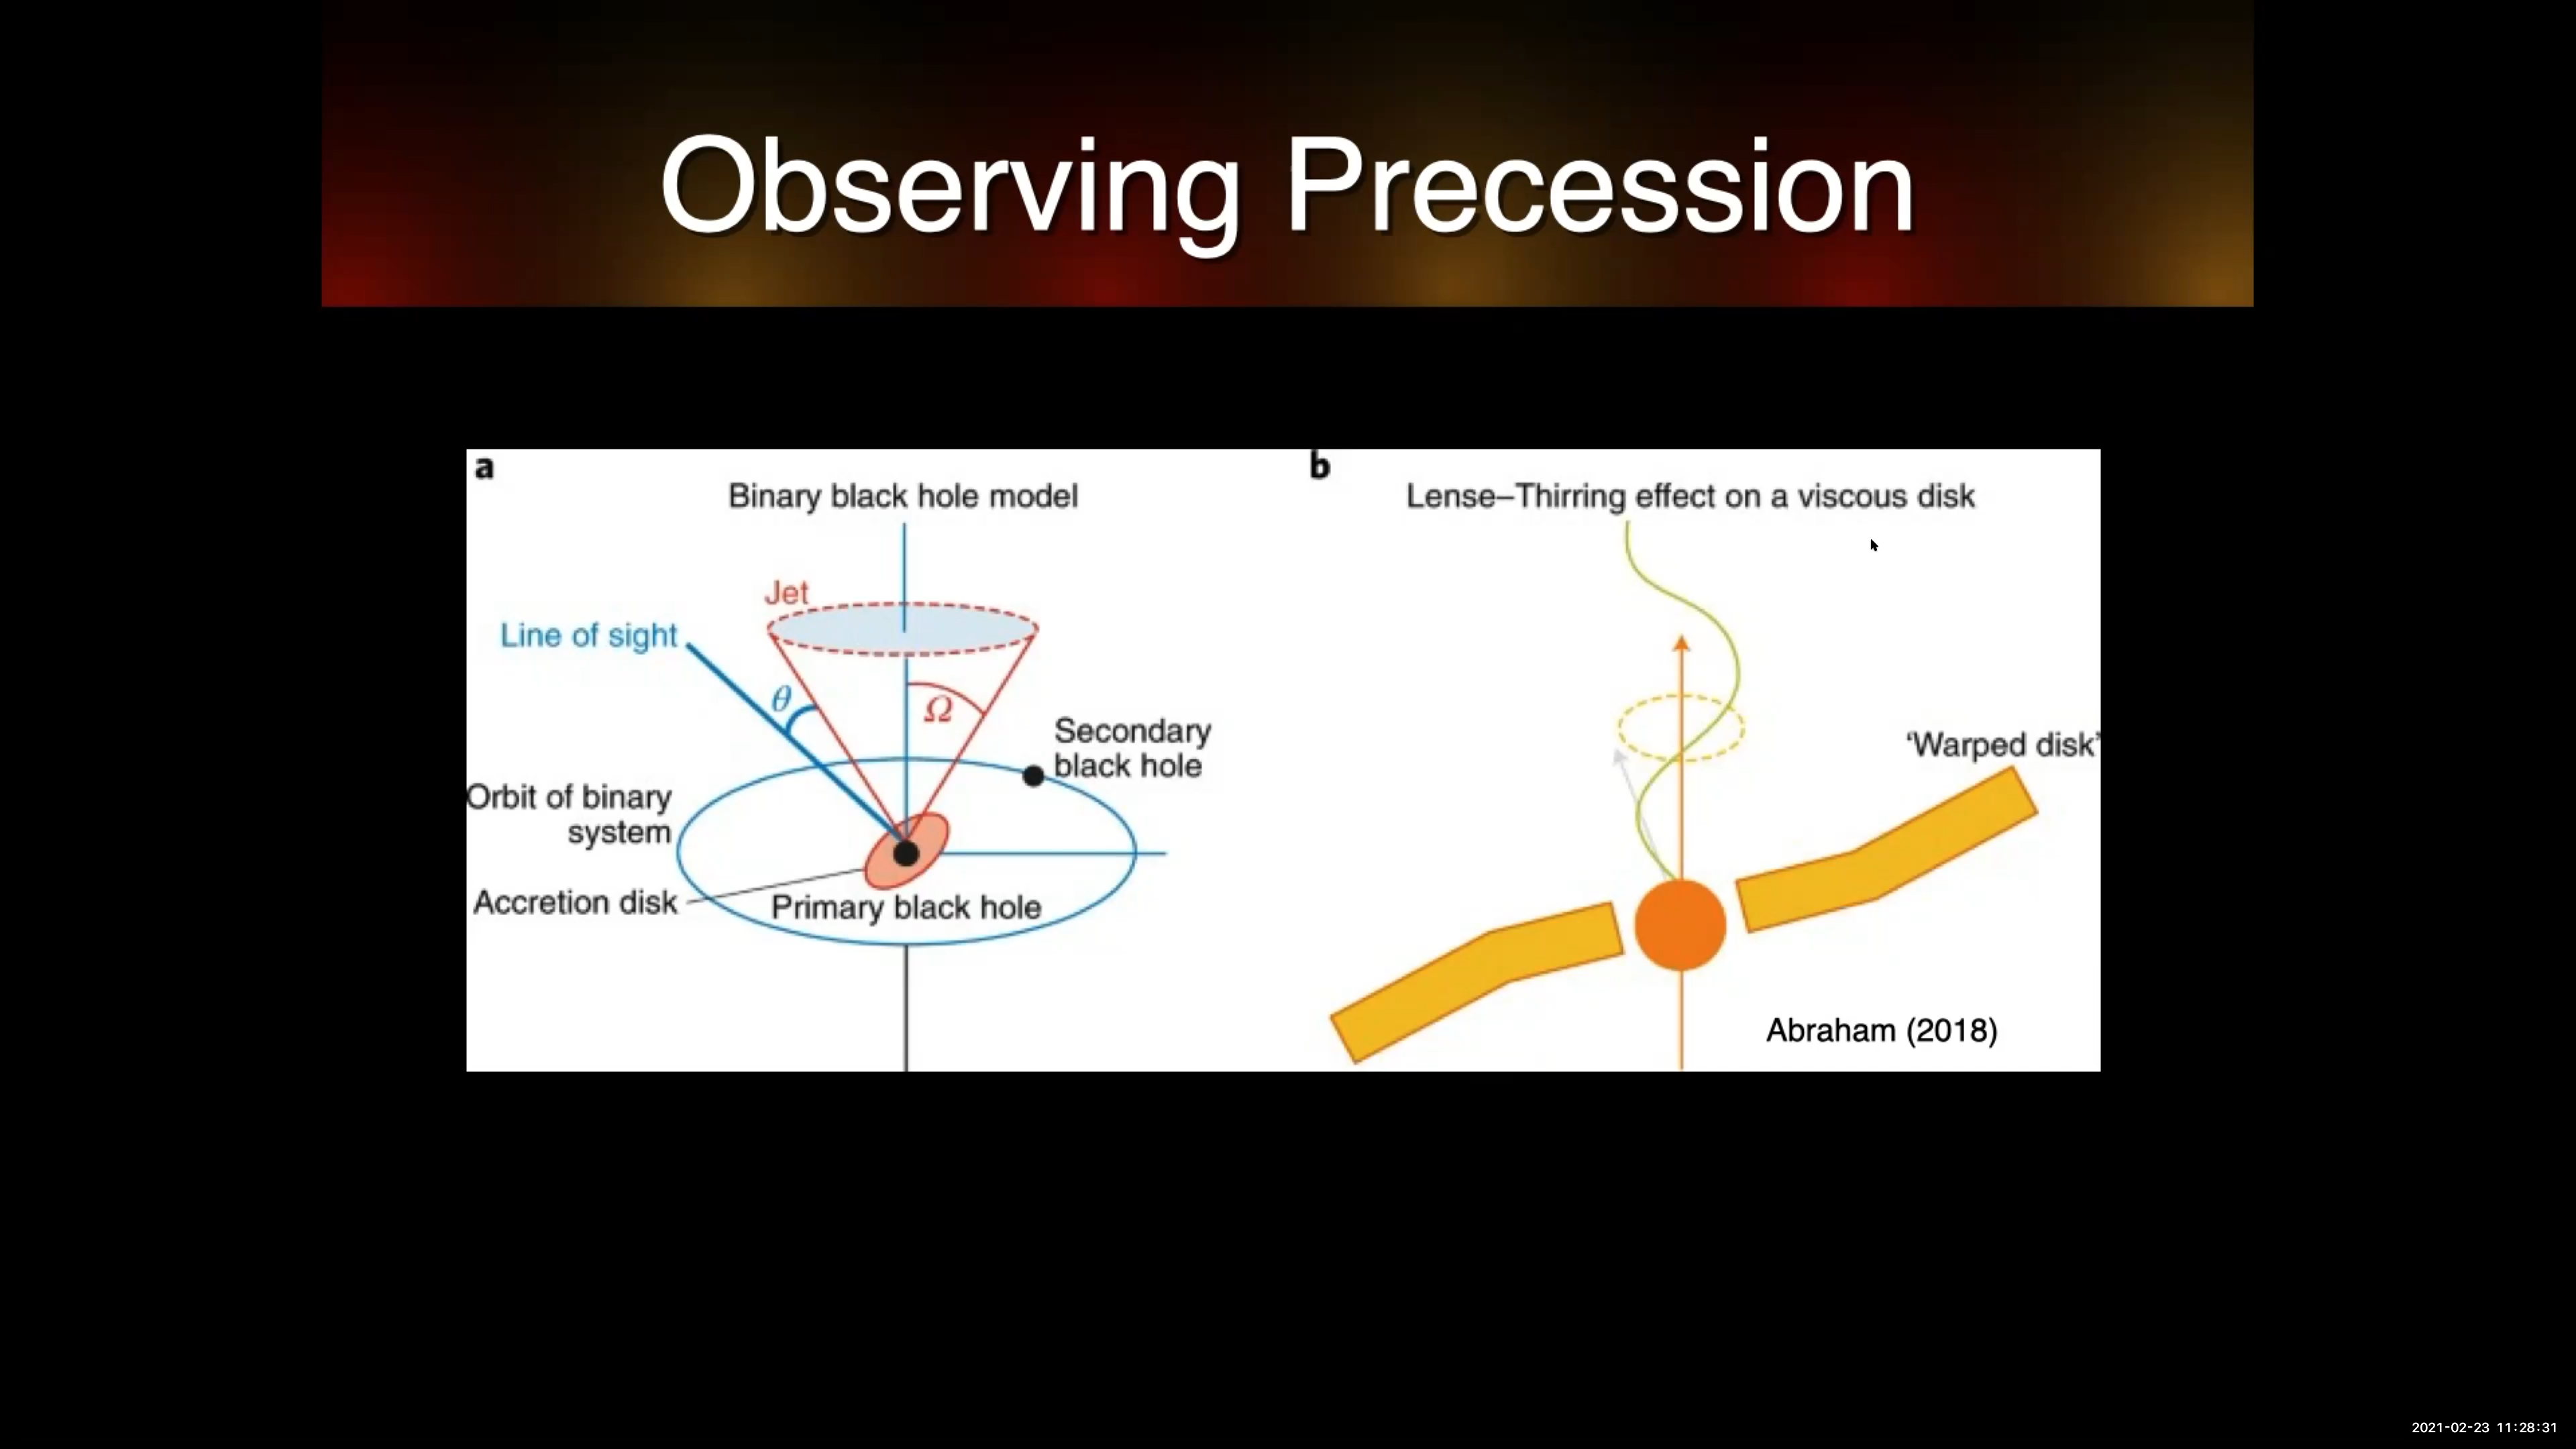 Observing Precession
a
Binary black hole model
Jet
Line of sight
θ
Ω
Secondary
black hole
Orbit of binary
system
Accretion disk
Primary black hole
b
Lense–Thirring effect on a viscous disk
'Warped disk'
Abraham (2018)
2021-02-23 11:28:31